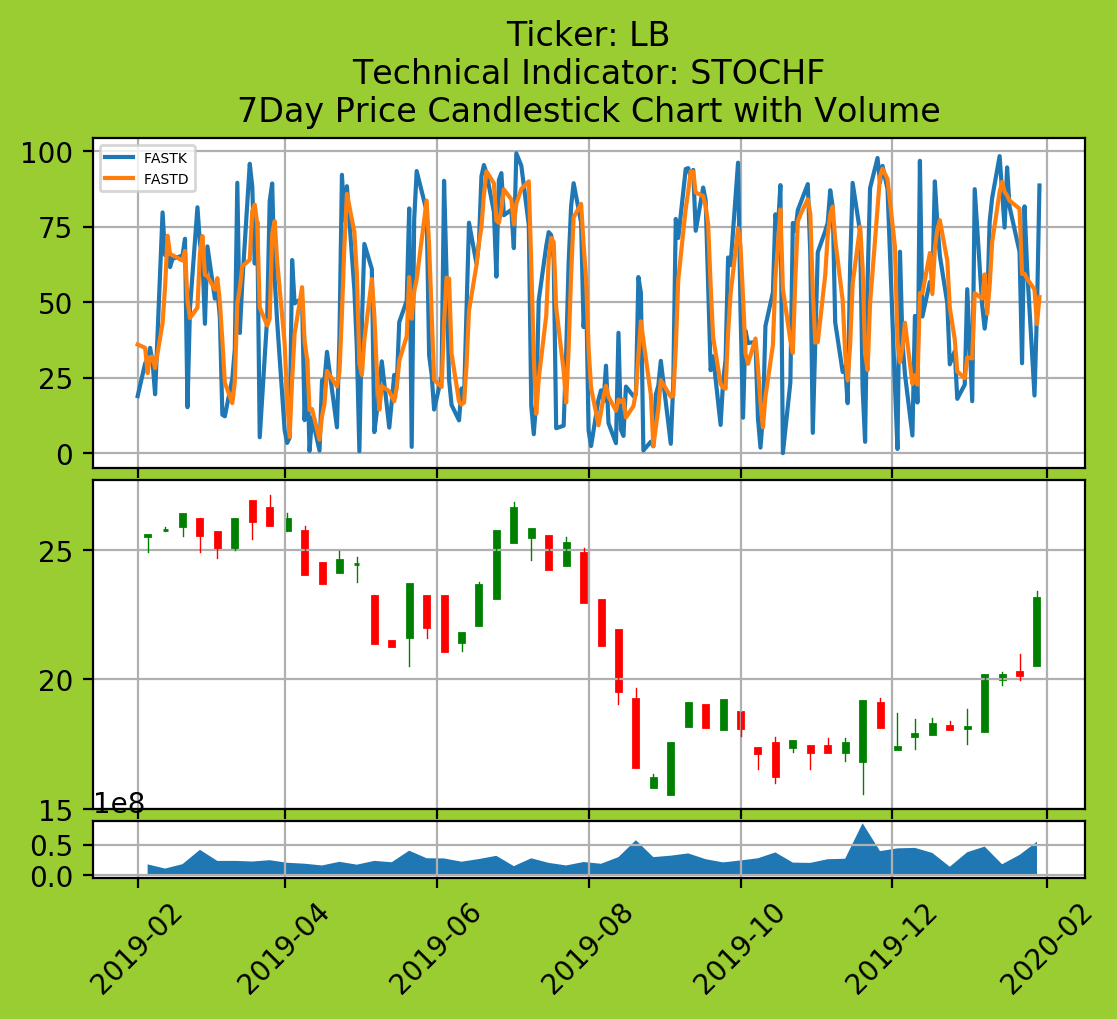 Ticker: LB
Technical Indicator: STOCHF
7Day Price Candlestick Chart with Volume
100
75
50
25
0
FASTK
FASTD
25
20
15
1e8
0.5
0.0
2019-02
2019-04
2019-06
2019-08
2019-10
2019-12
2020-02